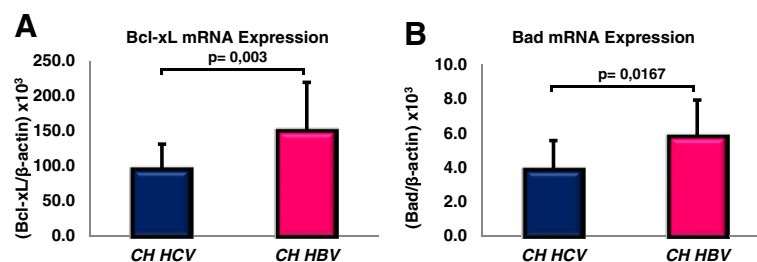 A
Bcl-xL mRNA Expression
p= 0,003
(Bcl-xL/β-actin) x10³
250.0
200.0
150.0
100.0
50.0
0.0
CH HCV
CH HBV
B
Bad mRNA Expression
p= 0,0167
(Bad/β-actin) x10³
10.0
8.0
6.0
4.0
2.0
0.0
CH HCV
CH HBV